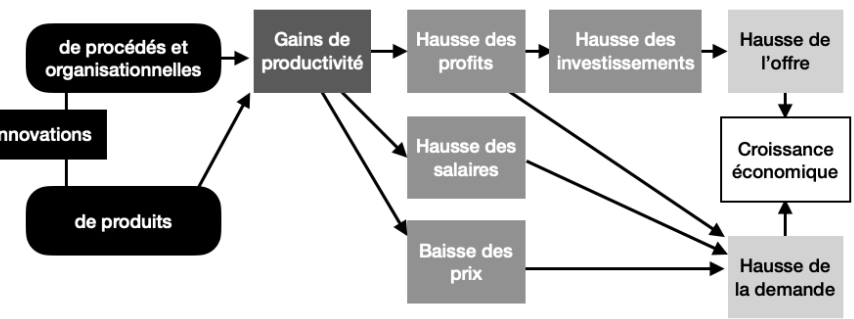 de procédés et
organisationnelles
nnovations
de produits
Gains de
productivité
Hausse des
profits
Hausse des
investissements
Hausse de
l’offre
Hausse des
salaires
Croissance
économique
Baisse des
prix
Hausse de
la demande